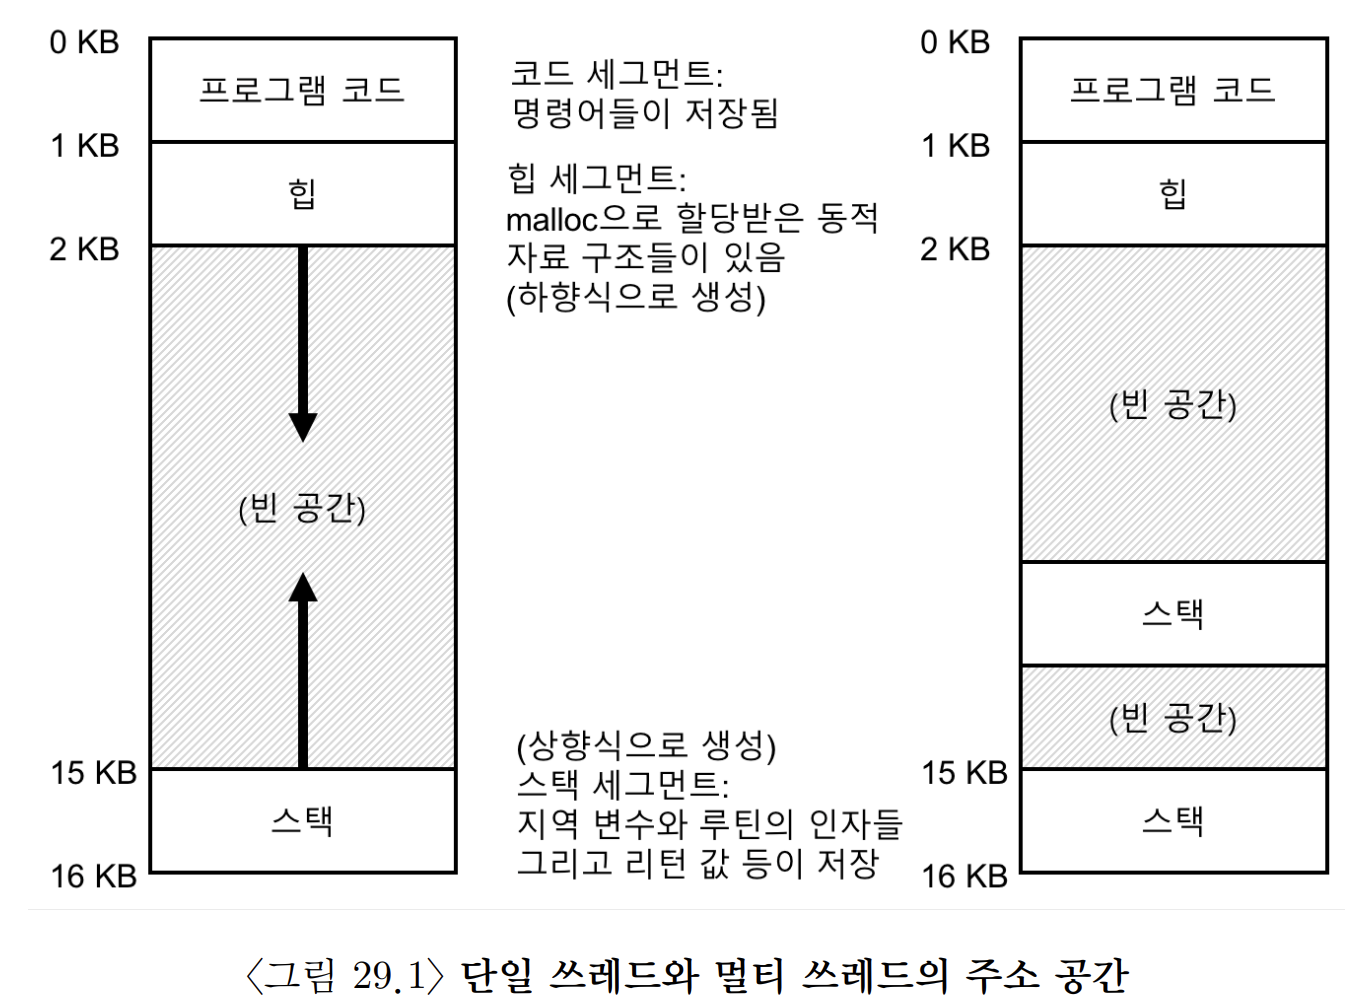 0 KB
프로그램 코드
1 KB
힙
2 KB
(빈 공간)
15 KB
스택
16 KB
코드 세그먼트:
명령어들이 저장됨
힙 세그먼트:
malloc으로 할당받은 동적
자료 구조들이 있음
(하향식으로 생성)
(상향식으로 생성)
스택 세그먼트:
지역 변수와 루틴의 인자들
그리고 리턴 값 등이 저장
0 KB
프로그램 코드
1 KB
힙
2 KB
(빈 공간)
스택
(빈 공간)
15 KB
스택
16 KB
〈그림 29.1〉 단일 쓰레드와 멀티 쓰레드의 주소 공간